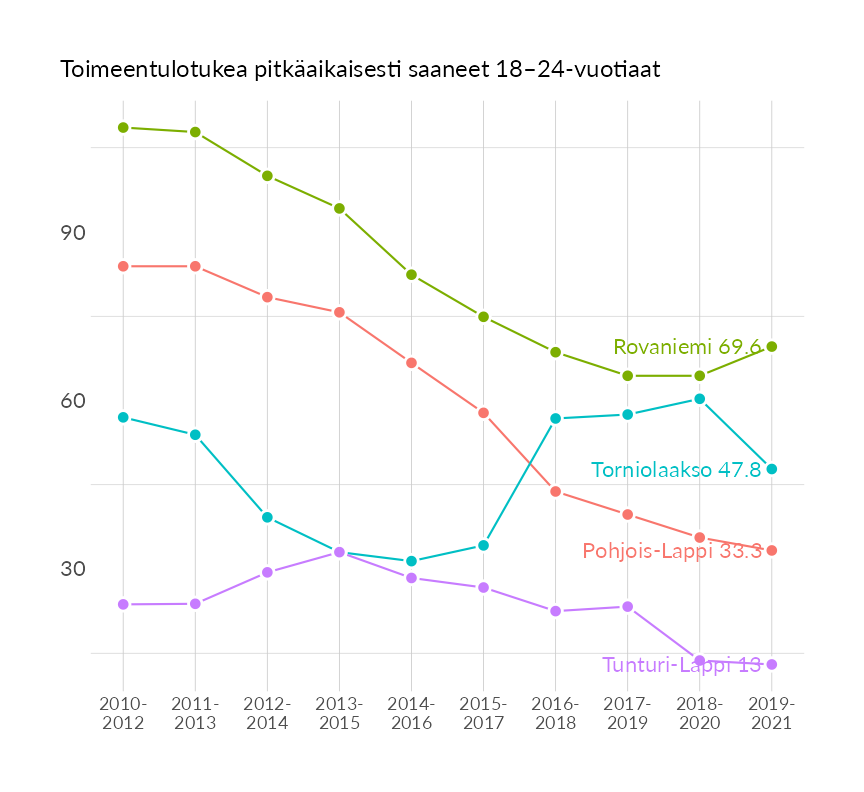 Toimeentulotukea pitkäaikaisesti saaneet 18–24-vuotiaat
90
60
30
Rovaniemi 69.6
Torniolaakso 47.8
Pohjois-Lappi 33.3
Tunturi-Lappi 13
2010- 2011- 2012- 2013- 2014- 2015- 2016- 2017- 2018- 2019-
2012 2013 2014 2015 2016 2017 2018 2019 2020 2021